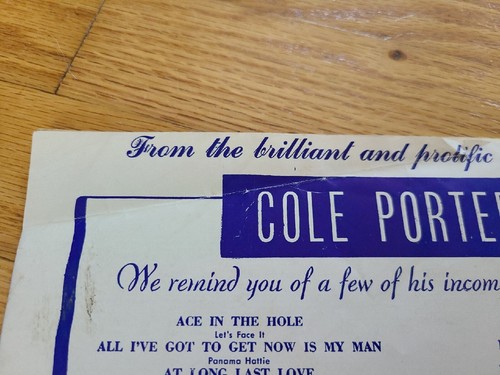 From the brilliant and prolific
COLE PORTE
We remind you of a few of his incom
ACE IN THE HOLE
Let's Face It
ALL I'VE GOT TO GET NOW IS MY MAN
Panama Hattie
AT LONG LAST LOVE